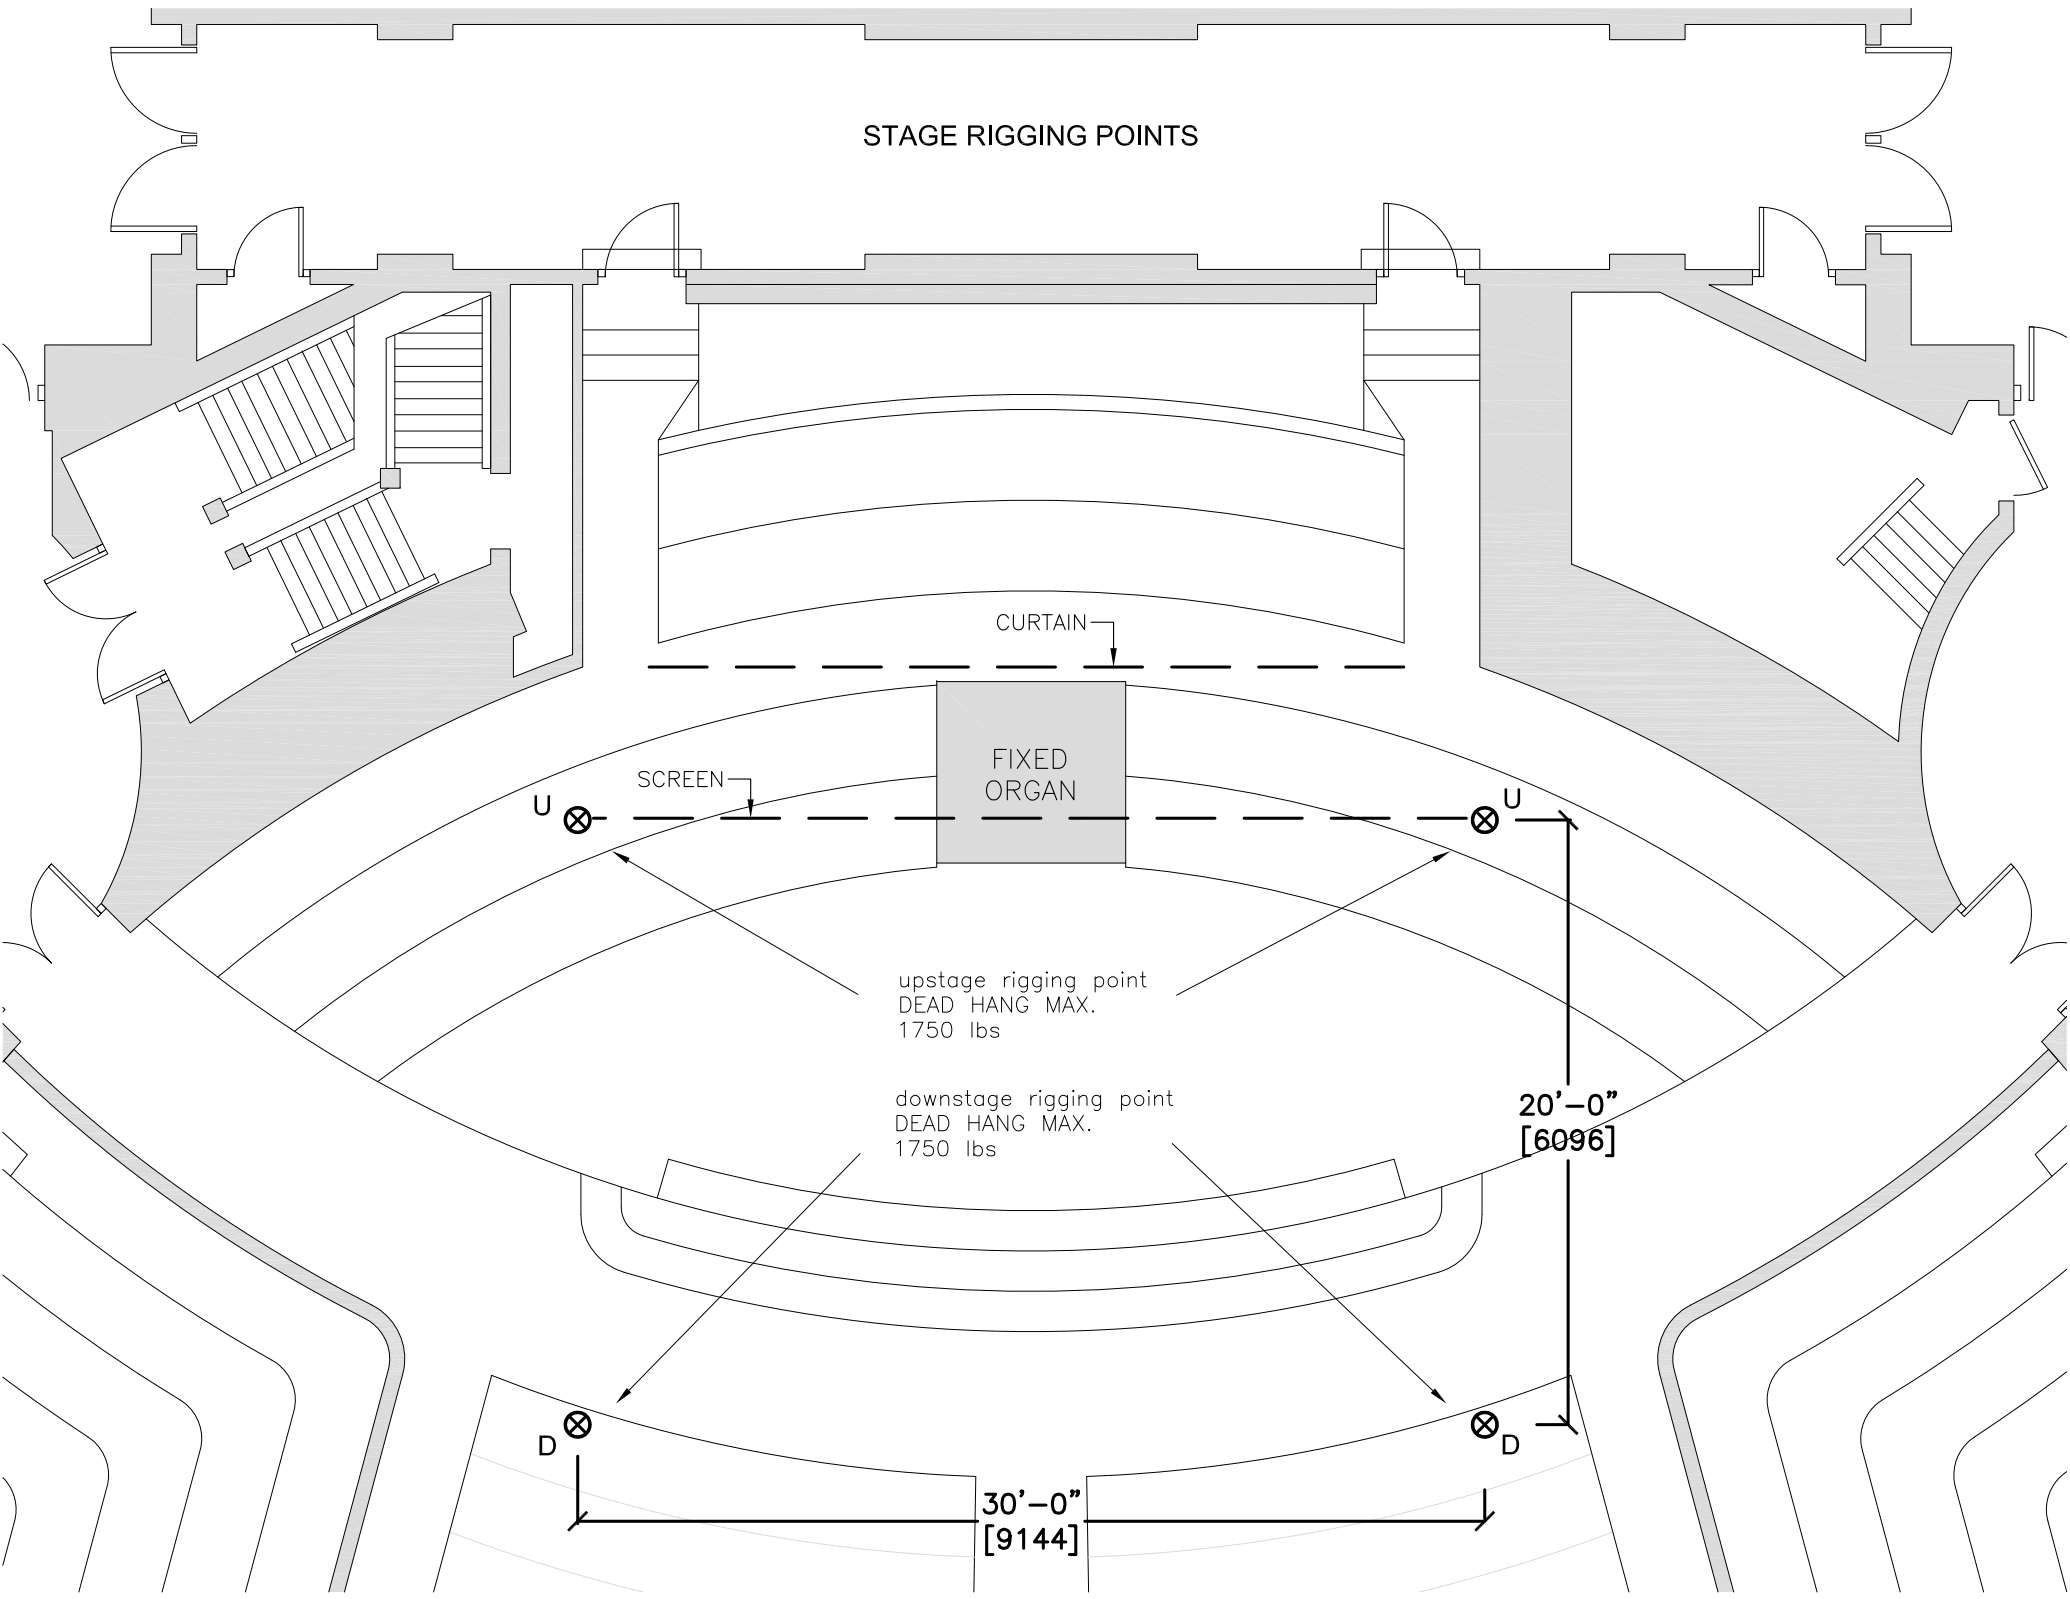 STAGE RIGGING POINTS
CURTAIN
FIXED
ORGAN
SCREEN
U
U
upstage rigging point
DEAD HANG MAX.
1750 lbs
downstage rigging point
DEAD HANG MAX.
1750 lbs
20'-0"
[6096]
D
D
30'-0"
[9144]